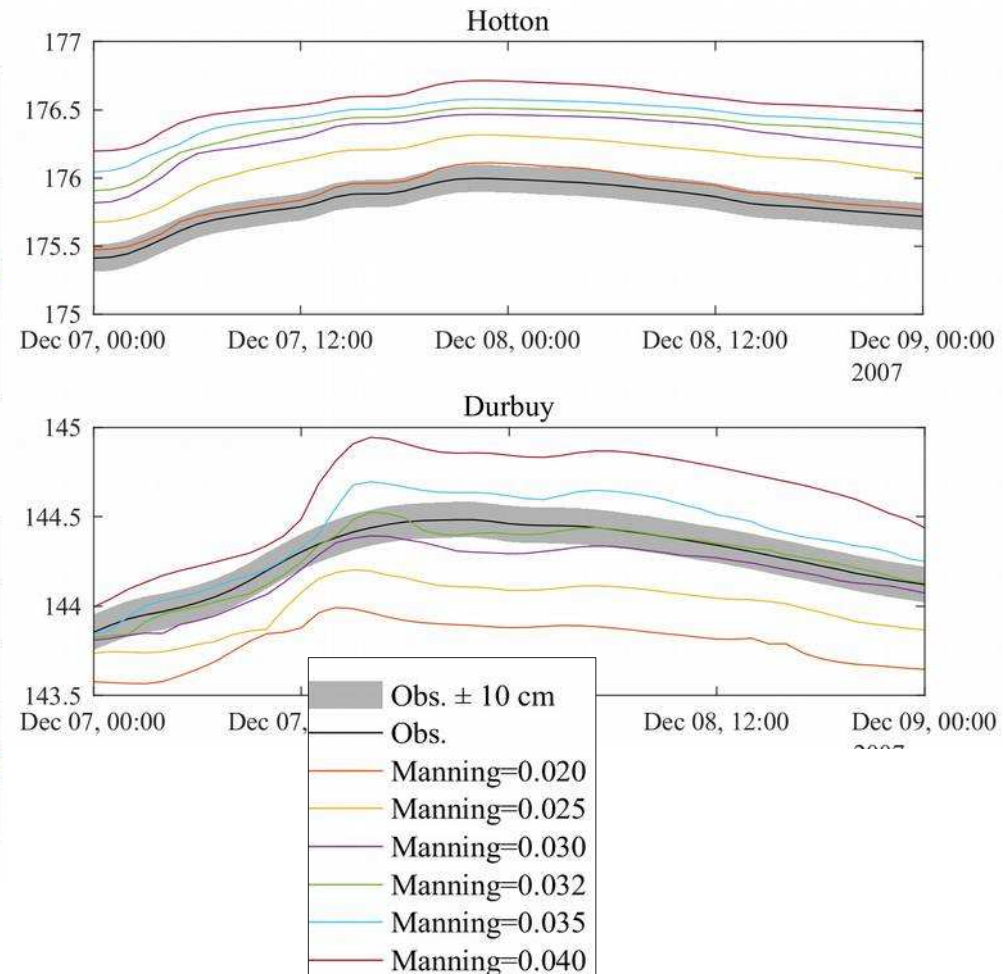 Hotton
177
176.5
176
175.5
175
Dec 07, 00:00 Dec 07, 12:00 Dec 08, 00:00 Dec 08, 12:00 Dec 09, 00:00
2007
Durbuy
145
144.5
144
143.5
Dec 07, 00:00 Dec 07, Dec 08, 12:00 Dec 09, 00:00
Obs. ± 10 cm
Obs.
Manning=0.020
Manning=0.025
Manning=0.030
Manning=0.032
Manning=0.035
Manning=0.040